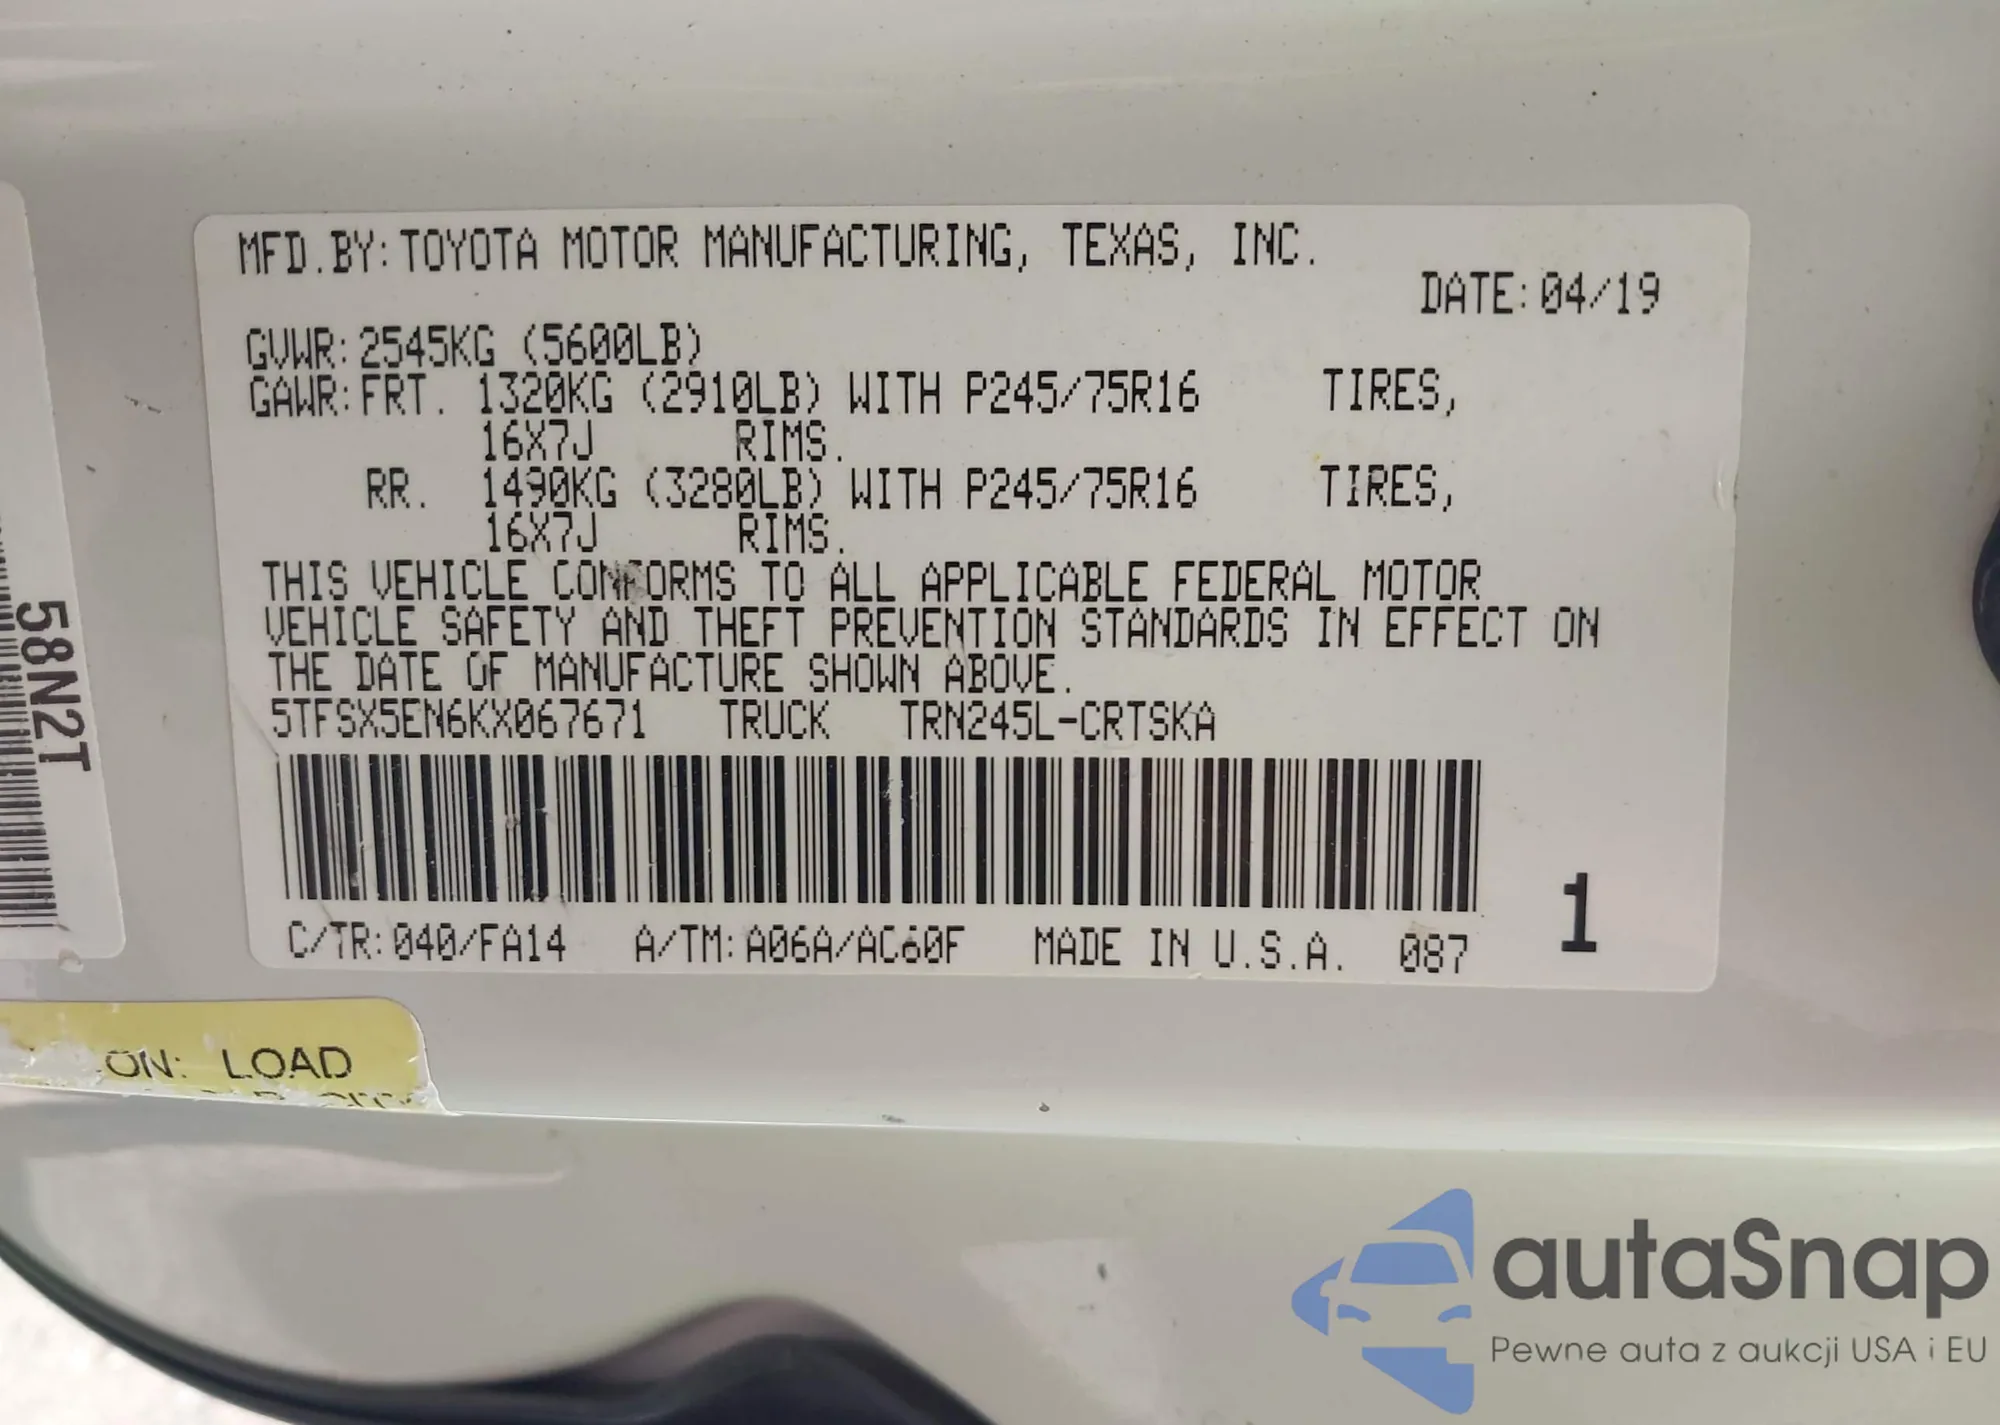 MFD.BY:TOYOTA MOTOR MANUFACTURING, TEXAS, INC.
DATE:04/19
GVWR:2545KG (5600LB)
GAWR:FRT. 1320KG (2910LB) WITH P245/75R16 TIRES,
16X7J RIMS.
RR. 1490KG (3280LB) WITH P245/75R16 TIRES,
16X7J RIMS.
THIS VEHICLE CONFORMS TO ALL APPLICABLE FEDERAL MOTOR
VEHICLE SAFETY AND THEFT PREVENTION STANDARDS IN EFFECT ON
THE DATE OF MANUFACTURE SHOWN ABOVE.
5TFSX5EN6KX067671 TRUCK TRN245L-CRTSKA
C/TR:040/FA14 A/TM:A06A/AC60F MADE IN U.S.A. 087 1
58N2T
ON: LOAD
autaSnap
Pewne auta z aukcji USA i EU